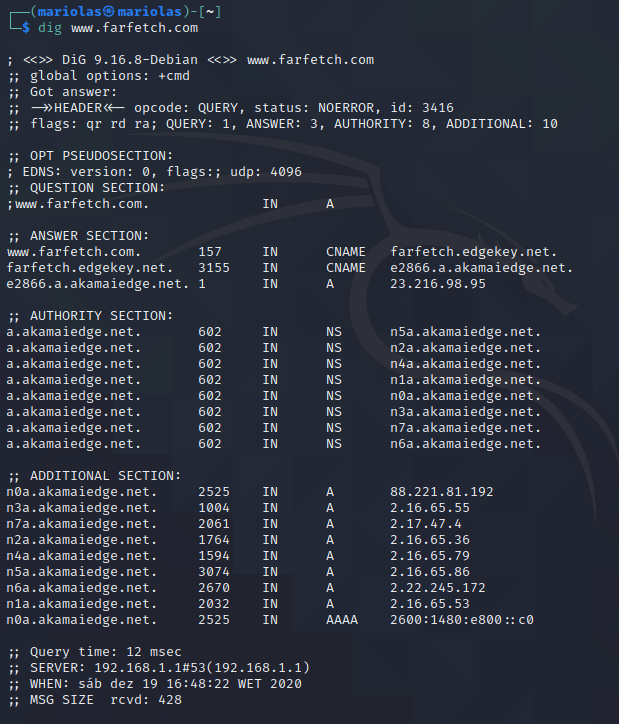 ┌──(mariolas㉿mariolas)-[~]
└─$ dig www.farfetch.com

; <<>> DiG 9.16.8-Debian <<>> www.farfetch.com
;; global options: +cmd
;; Got answer:
;; ->>HEADER<<- opcode: QUERY, status: NOERROR, id: 3416
;; flags: qr rd ra; QUERY: 1, ANSWER: 3, AUTHORITY: 8, ADDITIONAL: 10

;; OPT PSEUDOSECTION:
; EDNS: version: 0, flags:; udp: 4096
;; QUESTION SECTION:
;www.farfetch.com.              IN      A

;; ANSWER SECTION:
www.farfetch.com.       157     IN      CNAME   farfetch.edgekey.net.
farfetch.edgekey.net.   3155    IN      CNAME   e2866.a.akamaiedge.net.
e2866.a.akamaiedge.net. 1       IN      A       23.216.98.95

;; AUTHORITY SECTION:
a.akamaiedge.net.       602     IN      NS      n5a.akamaiedge.net.
a.akamaiedge.net.       602     IN      NS      n2a.akamaiedge.net.
a.akamaiedge.net.       602     IN      NS      n4a.akamaiedge.net.
a.akamaiedge.net.       602     IN      NS      n1a.akamaiedge.net.
a.akamaiedge.net.       602     IN      NS      n0a.akamaiedge.net.
a.akamaiedge.net.       602     IN      NS      n3a.akamaiedge.net.
a.akamaiedge.net.       602     IN      NS      n7a.akamaiedge.net.
a.akamaiedge.net.       602     IN      NS      n6a.akamaiedge.net.

;; ADDITIONAL SECTION:
n0a.akamaiedge.net.     2525    IN      A       88.221.81.192
n3a.akamaiedge.net.     1004    IN      A       2.16.65.55
n7a.akamaiedge.net.     2061    IN      A       2.17.47.4
n2a.akamaiedge.net.     1764    IN      A       2.16.65.36
n4a.akamaiedge.net.     1594    IN      A       2.16.65.79
n5a.akamaiedge.net.     3074    IN      A       2.16.65.86
n6a.akamaiedge.net.     2670    IN      A       2.22.245.172
n1a.akamaiedge.net.     2032    IN      A       2.16.65.53
n0a.akamaiedge.net.     2525    IN      AAAA    2600:1480:e800::c0

;; Query time: 12 msec
;; SERVER: 192.168.1.1#53(192.168.1.1)
;; WHEN: sáb dez 19 16:48:22 WET 2020
;; MSG SIZE  rcvd: 428